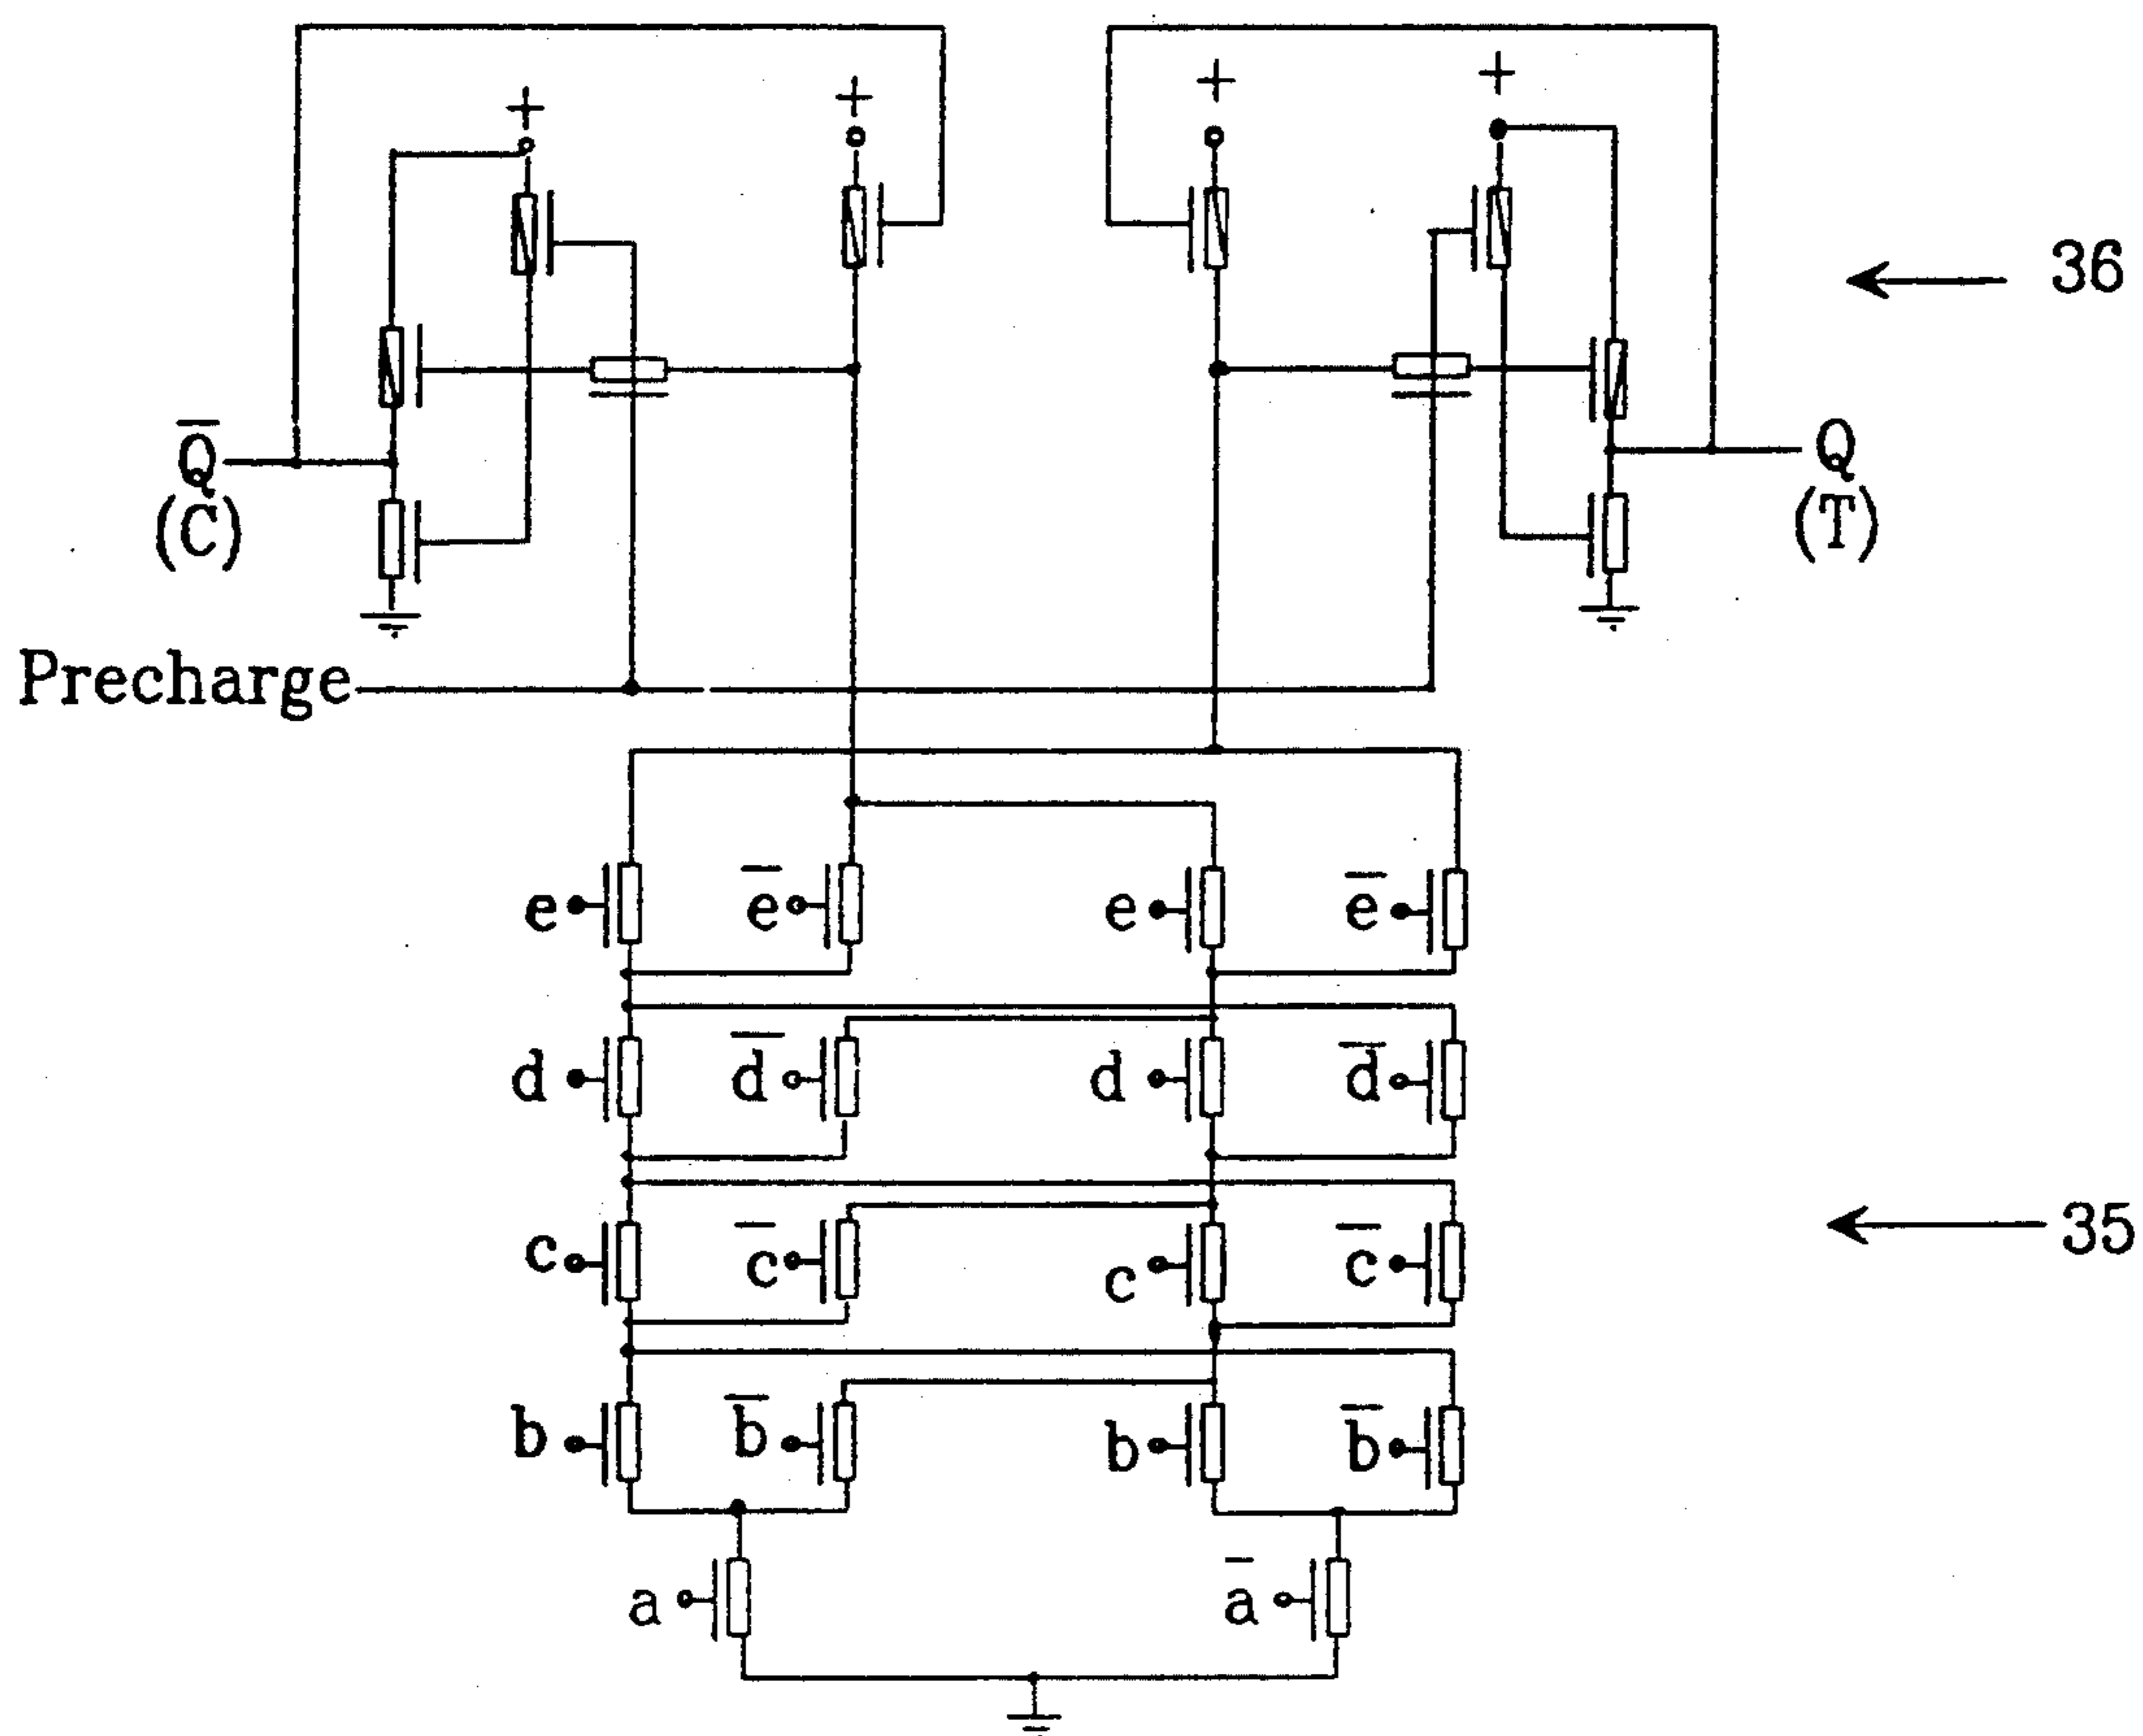 + + + +
36
Q̅ Q
(C) (T)
Precharge
e e̅ e e̅
d d̅ d d̅
35
c c̅ c c̅
b b̅ b b̅
a a̅